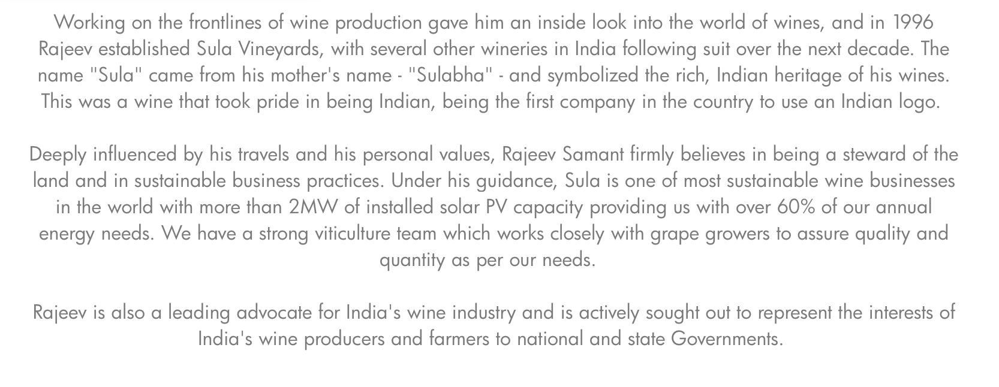 Working on the frontlines of wine production gave him an inside look into the world of wines, and in 1996
Rajeev established Sula Vineyards, with several other wineries in India following suit over the next decade. The
name "Sula" came from his mother's name - "Sulabha" - and symbolized the rich, Indian heritage of his wines.
This was a wine that took pride in being Indian, being the first company in the country to use an Indian logo.
Deeply influenced by his travels and his personal values, Rajeev Samant firmly believes in being a steward of the
land and in sustainable business practices. Under his guidance, Sula is one of most sustainable wine businesses
in the world with more than 2MW of installed solar PV capacity providing us with over 60% of our annual
energy needs. We have a strong viticulture team which works closely with grape growers to assure quality and
quantity as per our needs.
Rajeev is also a leading advocate for India's wine industry and is actively sought out to represent the interests of
India's wine producers and farmers to national and state Governments.